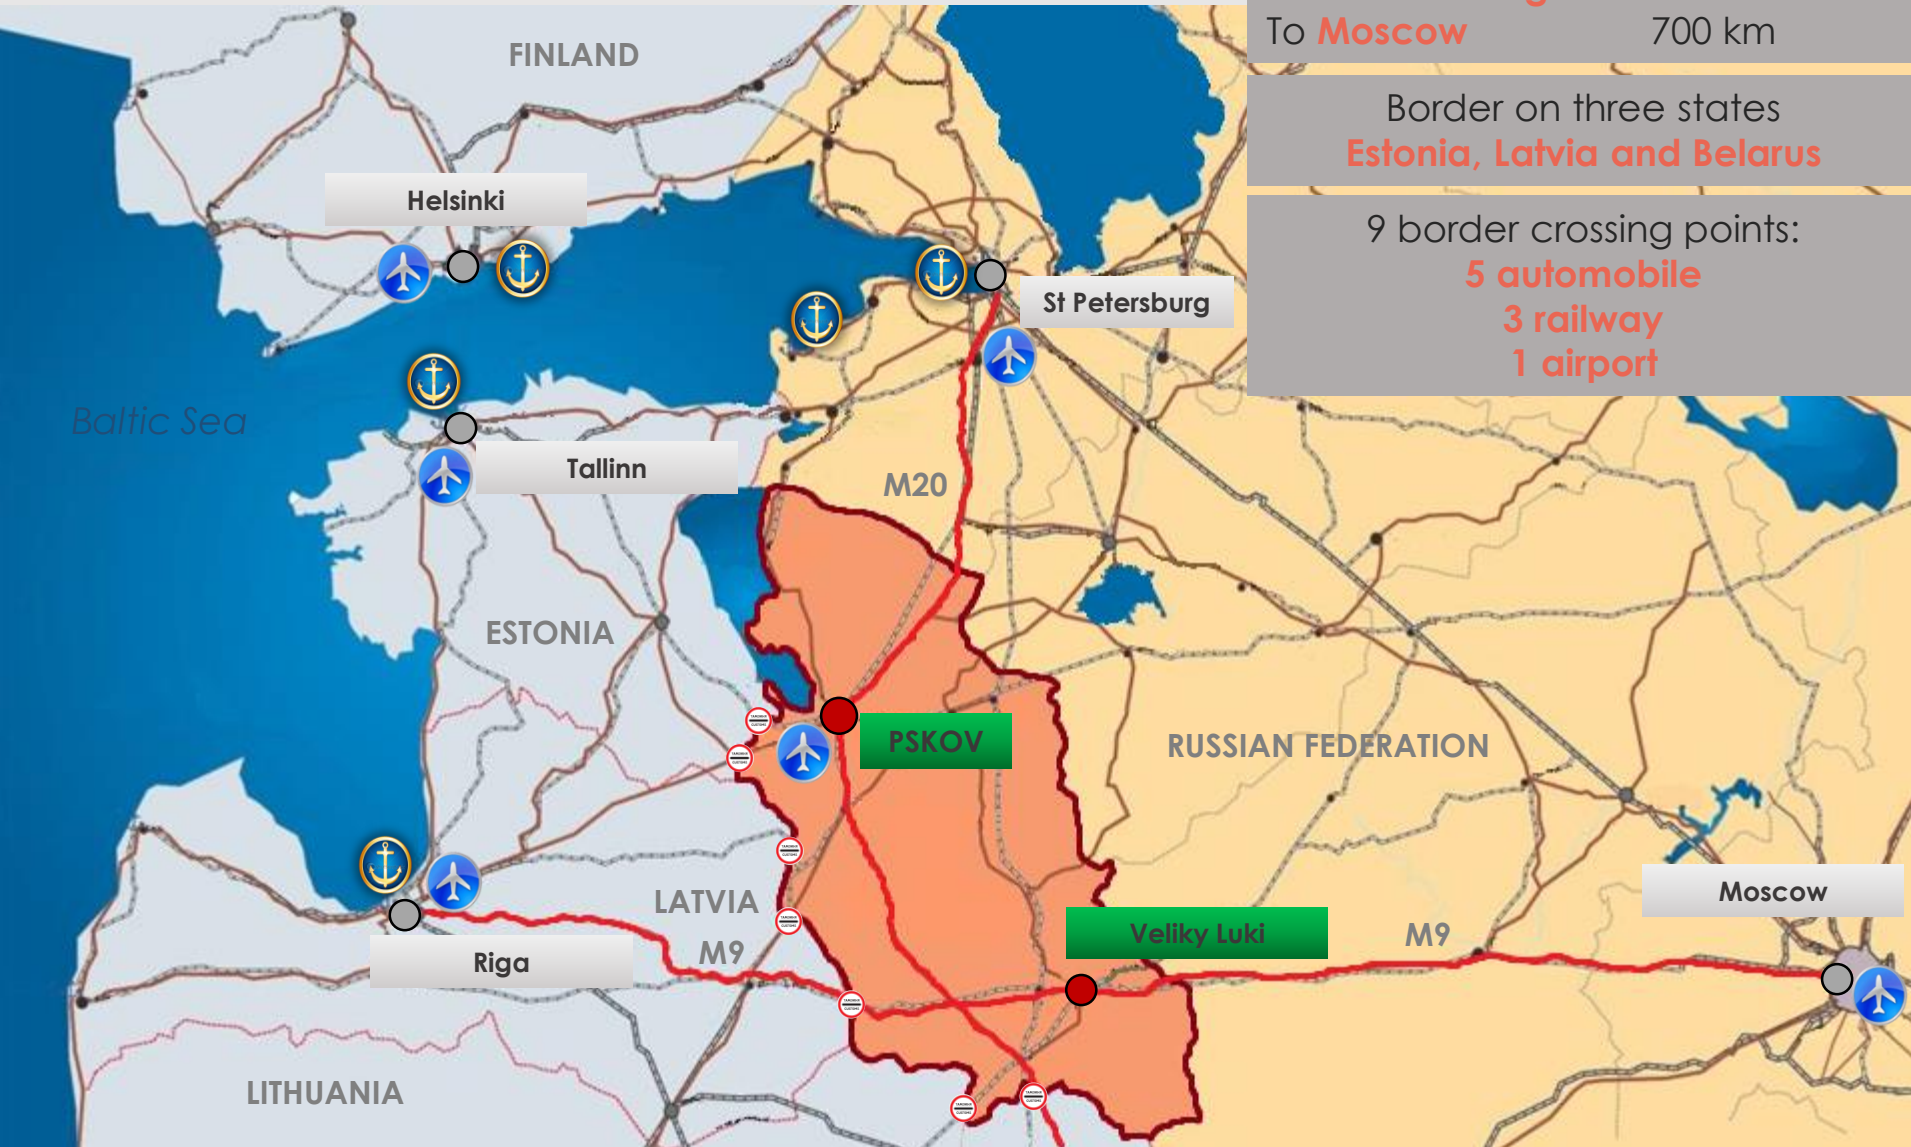 To Moscow 700 km
Border on three states
Estonia, Latvia and Belarus
9 border crossing points:
5 automobile
3 railway
1 airport
FINLAND
Helsinki
St Petersburg
Baltic Sea
Tallinn
M20
ESTONIA
PSKOV
RUSSIAN FEDERATION
LATVIA
M9
Riga
Veliky Luki
M9
Moscow
LITHUANIA